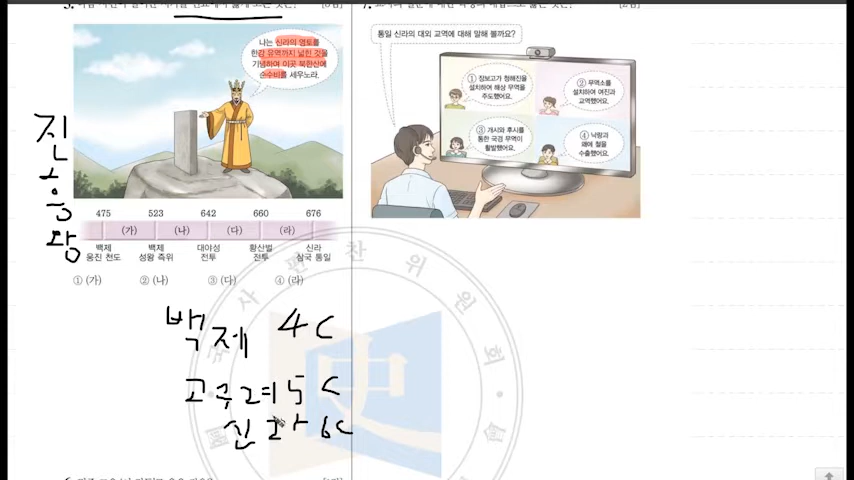 나는 신라의 영토를
한강 유역까지 넓힌 것을
기념하여 이곳 북한산에
순수비를 세우노라.
진흥왕
475 523 642 660 676
(가) (나) (다) (라)
백제 백제 대야성 황산벌 신라
웅진 천도 성왕 즉위 전투 전투 삼국 통일
① (가) ② (나) ③ (다) ④ (라)
백제 4C
고구려 5C
신라 6C
통일 신라의 대외 교역에 대해 말해 볼까요?
① 장보고가 청해진을
설치하여 해상 무역을
주도했어요.
② 무역소를
설치하여 여진과
교역했어요.
③ 개시와 후시를
통한 국경 무역이
활발했어요.
④ 낙랑과
왜에 철을
수출했어요.
국사편찬위원회
史